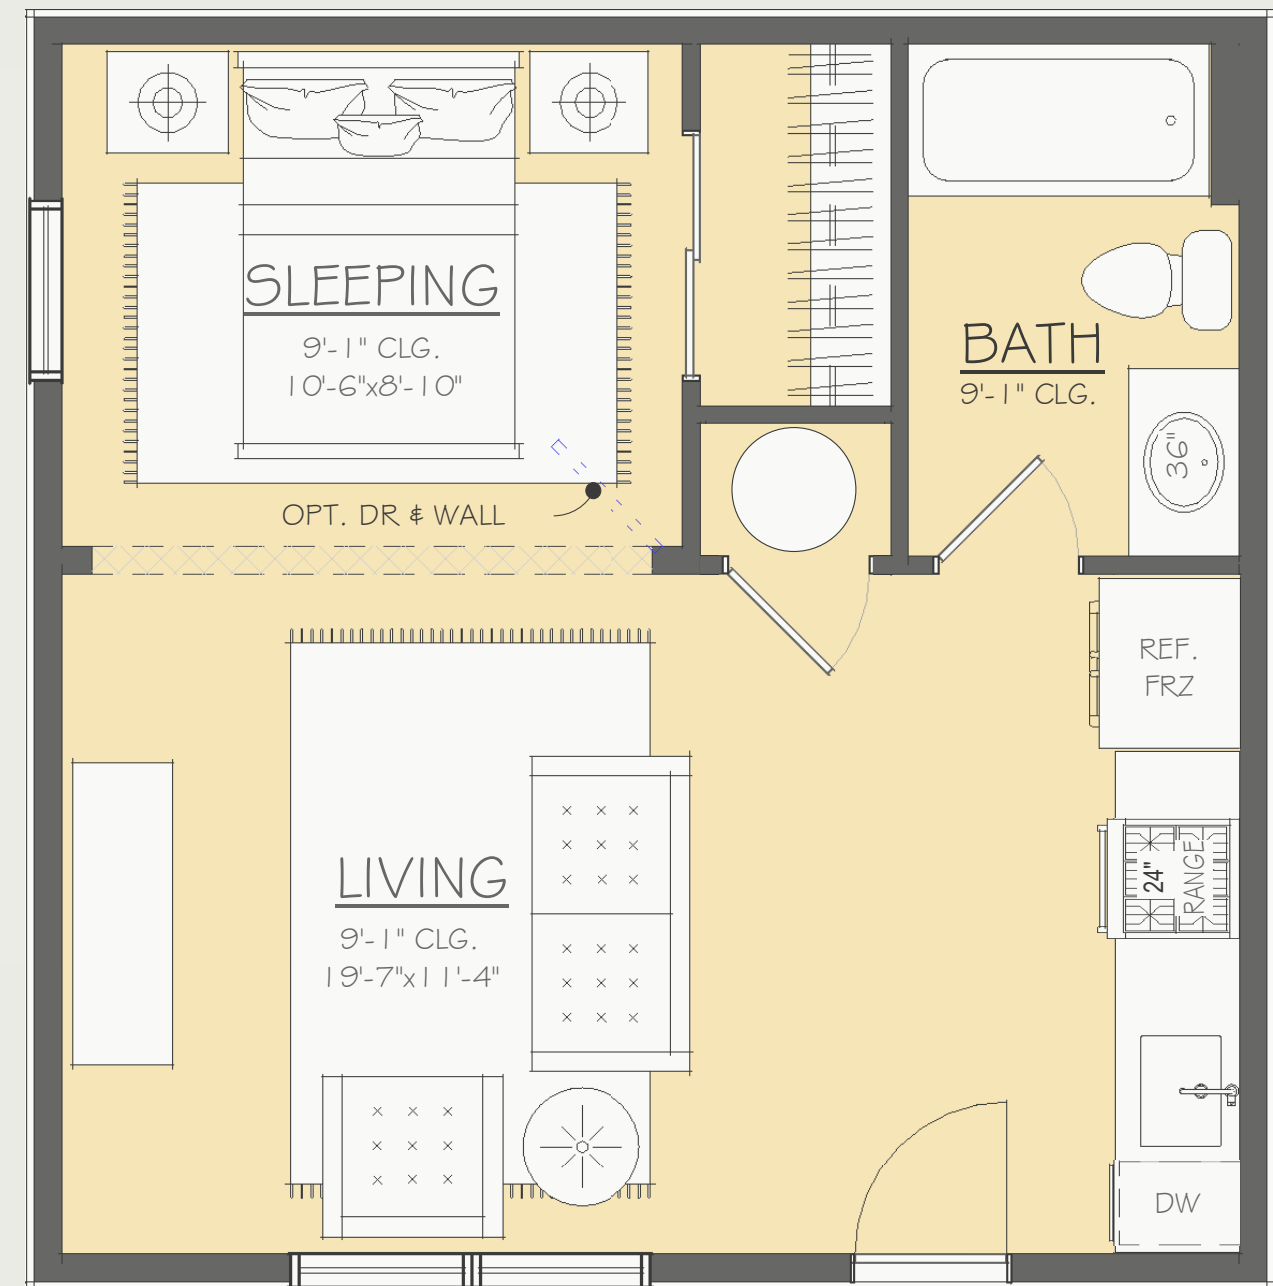 SLEEPING
9'-1" CLG.
10'-6"x8'-10"
OPT. DR & WALL
BATH
9'-1" CLG.
36"
REF.
FRZ
24"
RANGE
LIVING
9'-1" CLG.
19'-7"x11'-4"
DW